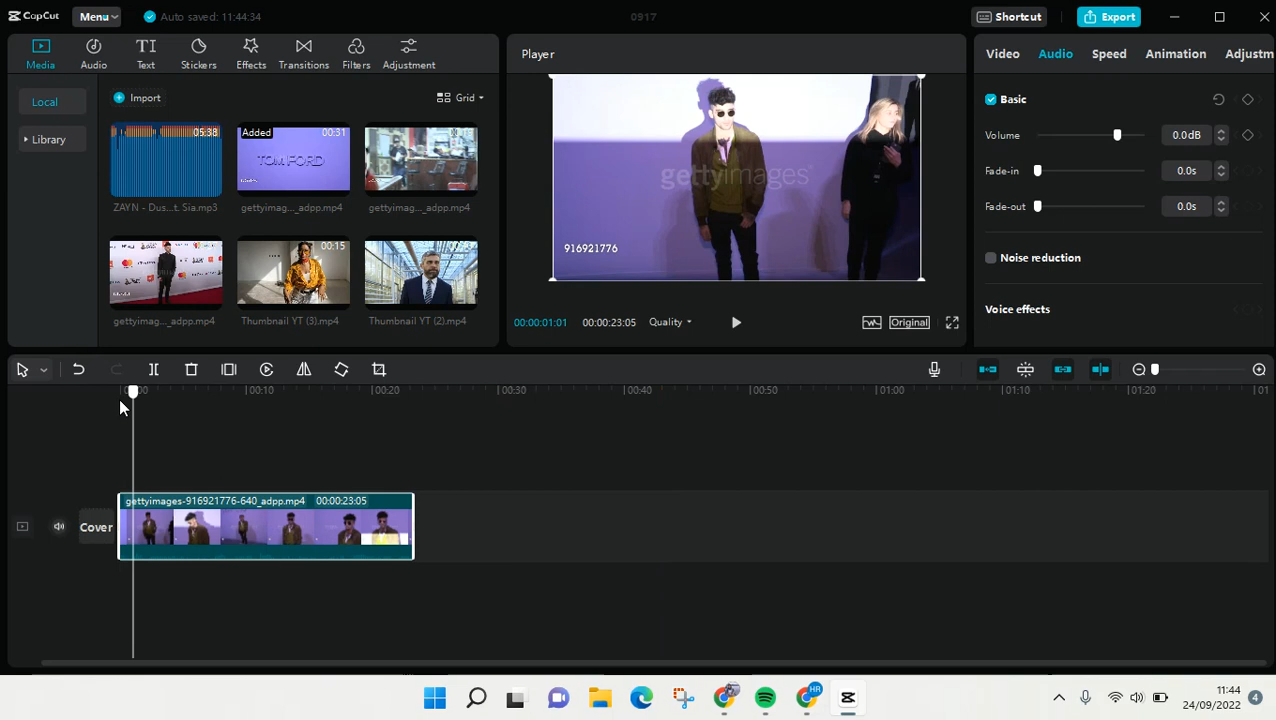 CapCut Menu Auto saved: 11:44:34 0917 Shortcut Export
Media Audio Text Stickers Effects Transitions Filters Adjustment
Player
Video Audio Speed Animation Adjustm
Local
Library
Import
Grid
05:38
ZAYN - Dus...t. Sia.mp3
Added 00:31
TOM FORD
gettyimag..._adpp.mp4
gettyimag..._adpp.mp4
gettyimag..._adpp.mp4
00:15
Thumbnail YT (3).mp4
Thumbnail YT (2).mp4
gettyimages®
916921776
00:00:01:01 00:00:23:05 Quality Original
Basic
Volume 0.0dB
Fade-in 0.0s
Fade-out 0.0s
Noise reduction
Voice effects
00:00 00:10 00:20 00:30 00:40 00:50 01:00 01:10 01:20 01
gettyimages-916921776-640_adpp.mp4 00:00:23:05
Cover
HR
11:44
24/09/2022
4